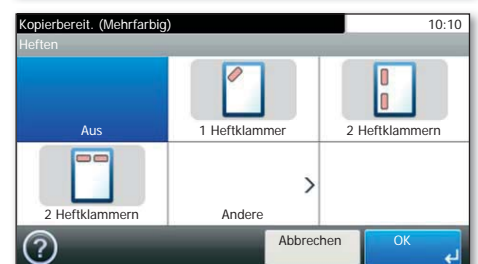 Kopierbereit. (Mehrfarbig) 10:10
Heften
Aus 1 Heftklammer 2 Heftklammern
2 Heftklammern Andere
? Abbrechen OK